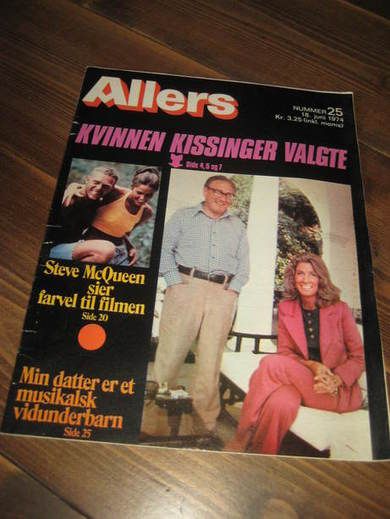 Allers
NUMMER 25
18. juni 1974
Kr. 3.25 (inkl. moms)
KVINNEN KISSINGER VALGTE
Side 4, 5 og 7
Steve McQueen
sier
farvel til filmen
Side 20
Min datter er et
musikalsk
vidunderbarn
Side 25